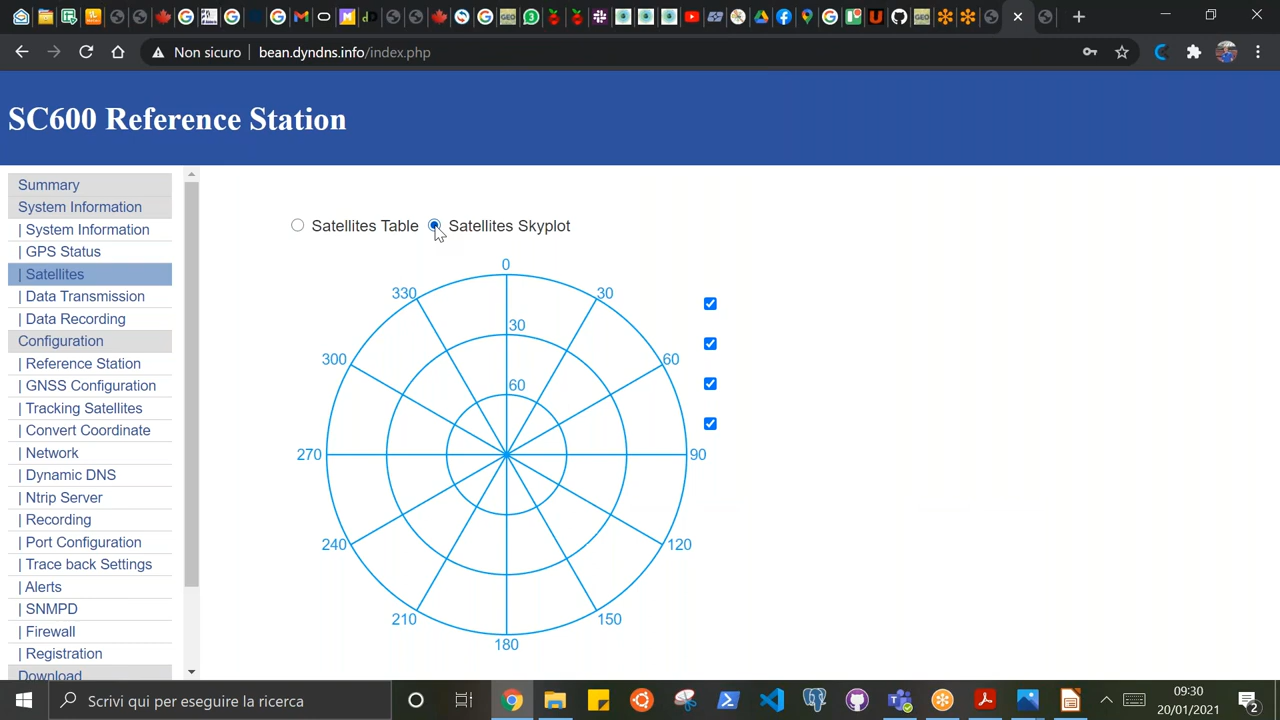 Non sicuro | bean.dyndns.info/index.php
SC600 Reference Station
Summary
System Information
| System Information
| GPS Status
| Satellites
| Data Transmission
| Data Recording
Configuration
| Reference Station
| GNSS Configuration
| Tracking Satellites
| Convert Coordinate
| Network
| Dynamic DNS
| Ntrip Server
| Recording
| Port Configuration
| Trace back Settings
| Alerts
| SNMPD
| Firewall
| Registration
Download
Satellites Table Satellites Skyplot
0
330 30
30
300 60
60
270 90
240 120
210 150
180
Scrivi qui per eseguire la ricerca
09:30
20/01/2021
2